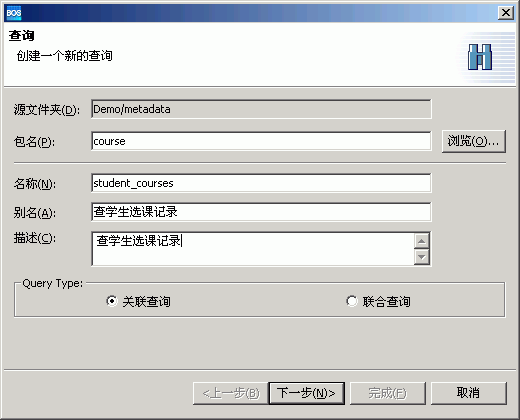 BOS
查询
创建一个新的查询
源文件夹(D): Demo/metadata
包名(P): course 浏览(O)...
名称(N): student_courses
别名(A): 查学生选课记录
描述(C): 查学生选课记录
Query Type:
关联查询 联合查询
<上一步(B) 下一步(N)> 完成(F) 取消